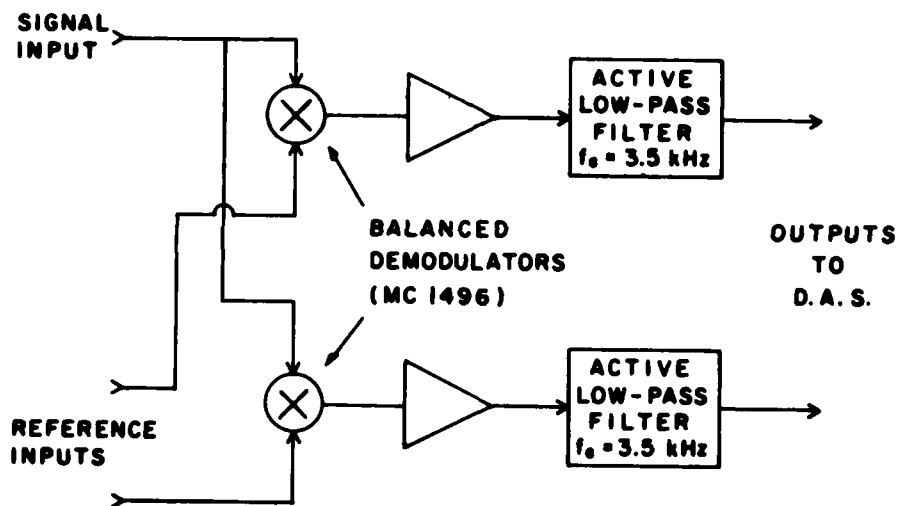 SIGNAL
INPUT
ACTIVE
LOW-PASS
FILTER
fc = 3.5 kHz
BALANCED
DEMODULATORS
(MC 1496)
OUTPUTS
TO
D.A.S.
ACTIVE
LOW-PASS
FILTER
fc = 3.5 kHz
REFERENCE
INPUTS